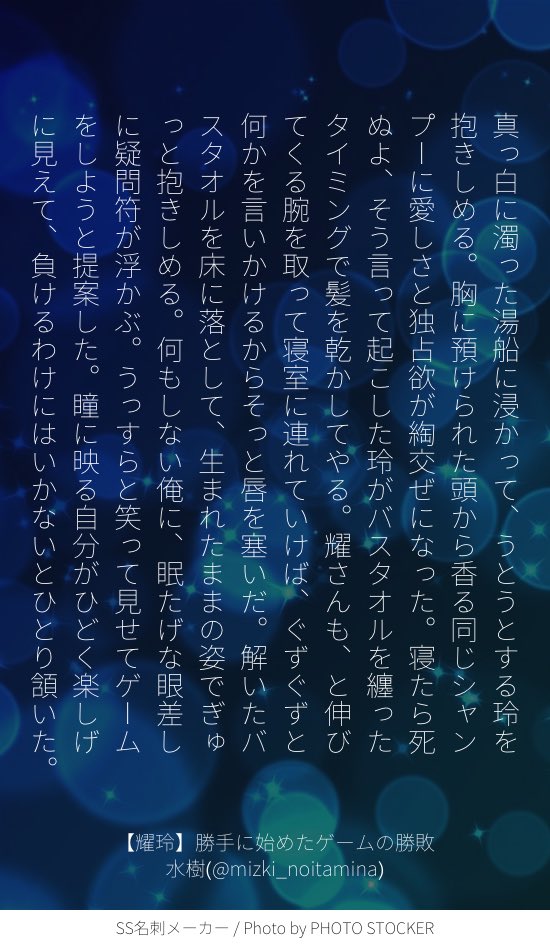 真っ白に濁った湯船に浸かって、うとうとする玲を
抱きしめる。胸に預けられた頭から香る同じシャン
プーに愛しさと独占欲が綯交ぜになった。寝たら死
ぬよ、そう言って起こした玲がバスタオルを纏った
タイミングで髪を乾かしてやる。耀さんも、と伸び
てくる腕を取って寝室に連れていけば、ぐずぐずと
何かを言いかけるからそっと唇を塞いだ。解いたバ
スタオルを床に落として、生まれたままの姿でぎゅ
っと抱きしめる。何もしない俺に、眠たげな眼差し
に疑問符が浮かぶ。うっすらと笑って見せてゲーム
をしようと提案した。瞳に映る自分がひどく楽しげ
に見えて、負けるわけにはいかないとひとり頷いた。
【耀玲】勝手に始めたゲームの勝敗
水樹(@mizki_noitamina)
SS名刺メーカー / Photo by PHOTO STOCKER